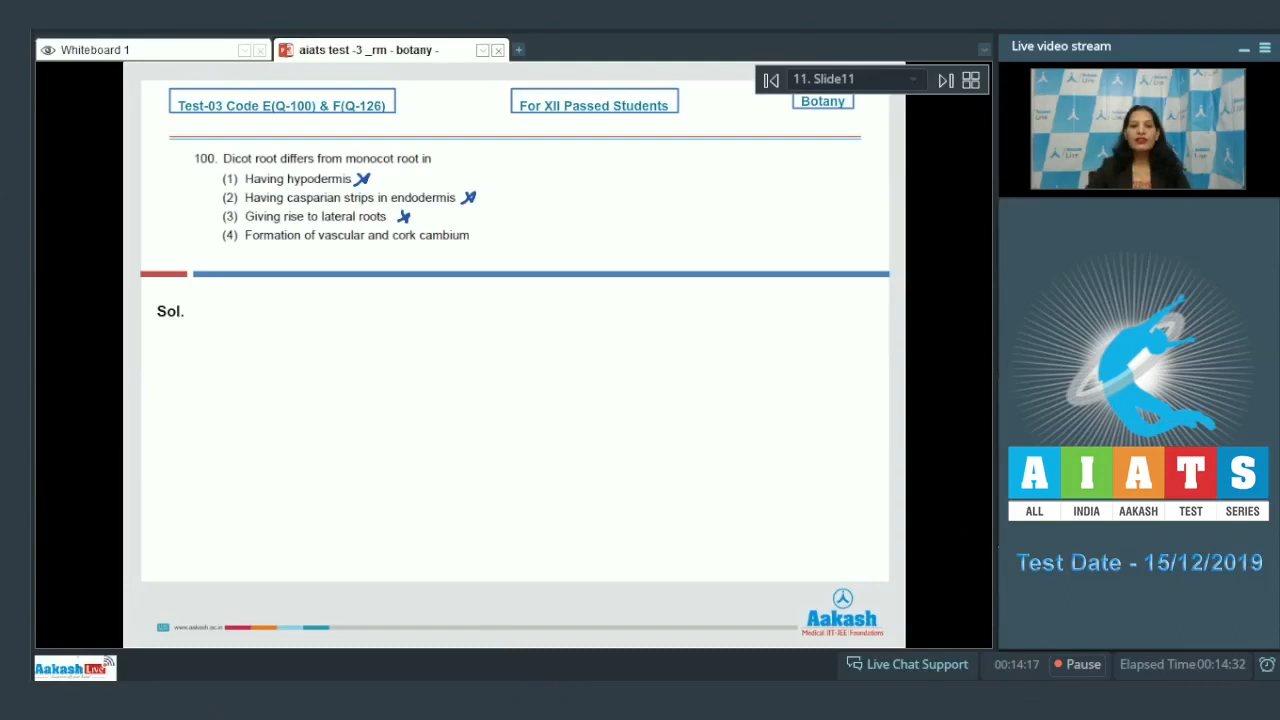 Whiteboard 1
aiats test -3 _rm - botany -
Live video stream
11. Slide11
Test-03 Code E(Q-100) & F(Q-126)
For XII Passed Students
Botany
100. Dicot root differs from monocot root in
(1) Having hypodermis
(2) Having casparian strips in endodermis
(3) Giving rise to lateral roots
(4) Formation of vascular and cork cambium
Sol.
A I A T S
ALL INDIA AAKASH TEST SERIES
Test Date - 15/12/2019
www.aakash.ac.in
Aakash
Medical|IIT-JEE|Foundations
Aakash Live
Live Chat Support
00:14:17
Pause
Elapsed Time 00:14:32